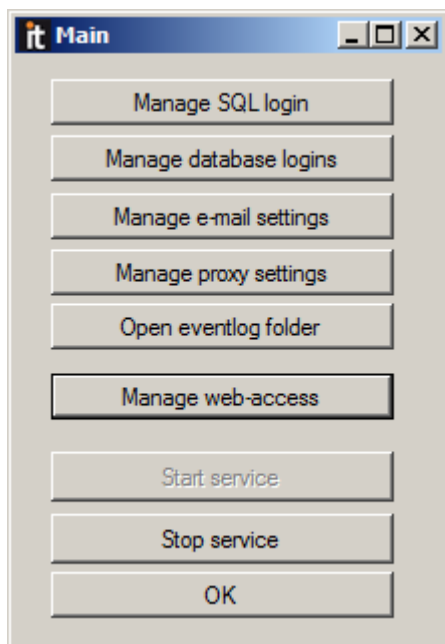 it Main
Manage SQL login
Manage database logins
Manage e-mail settings
Manage proxy settings
Open eventlog folder
Manage web-access
Start service
Stop service
OK